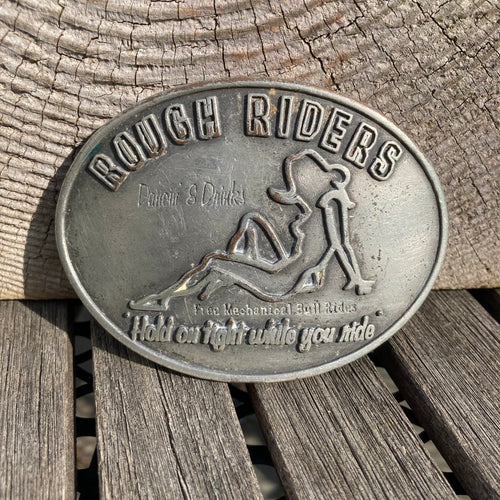 ROUGH RIDERS
Dancin' & Drinks
Free Mechanical Bull Rides
Hold on tight while you ride.